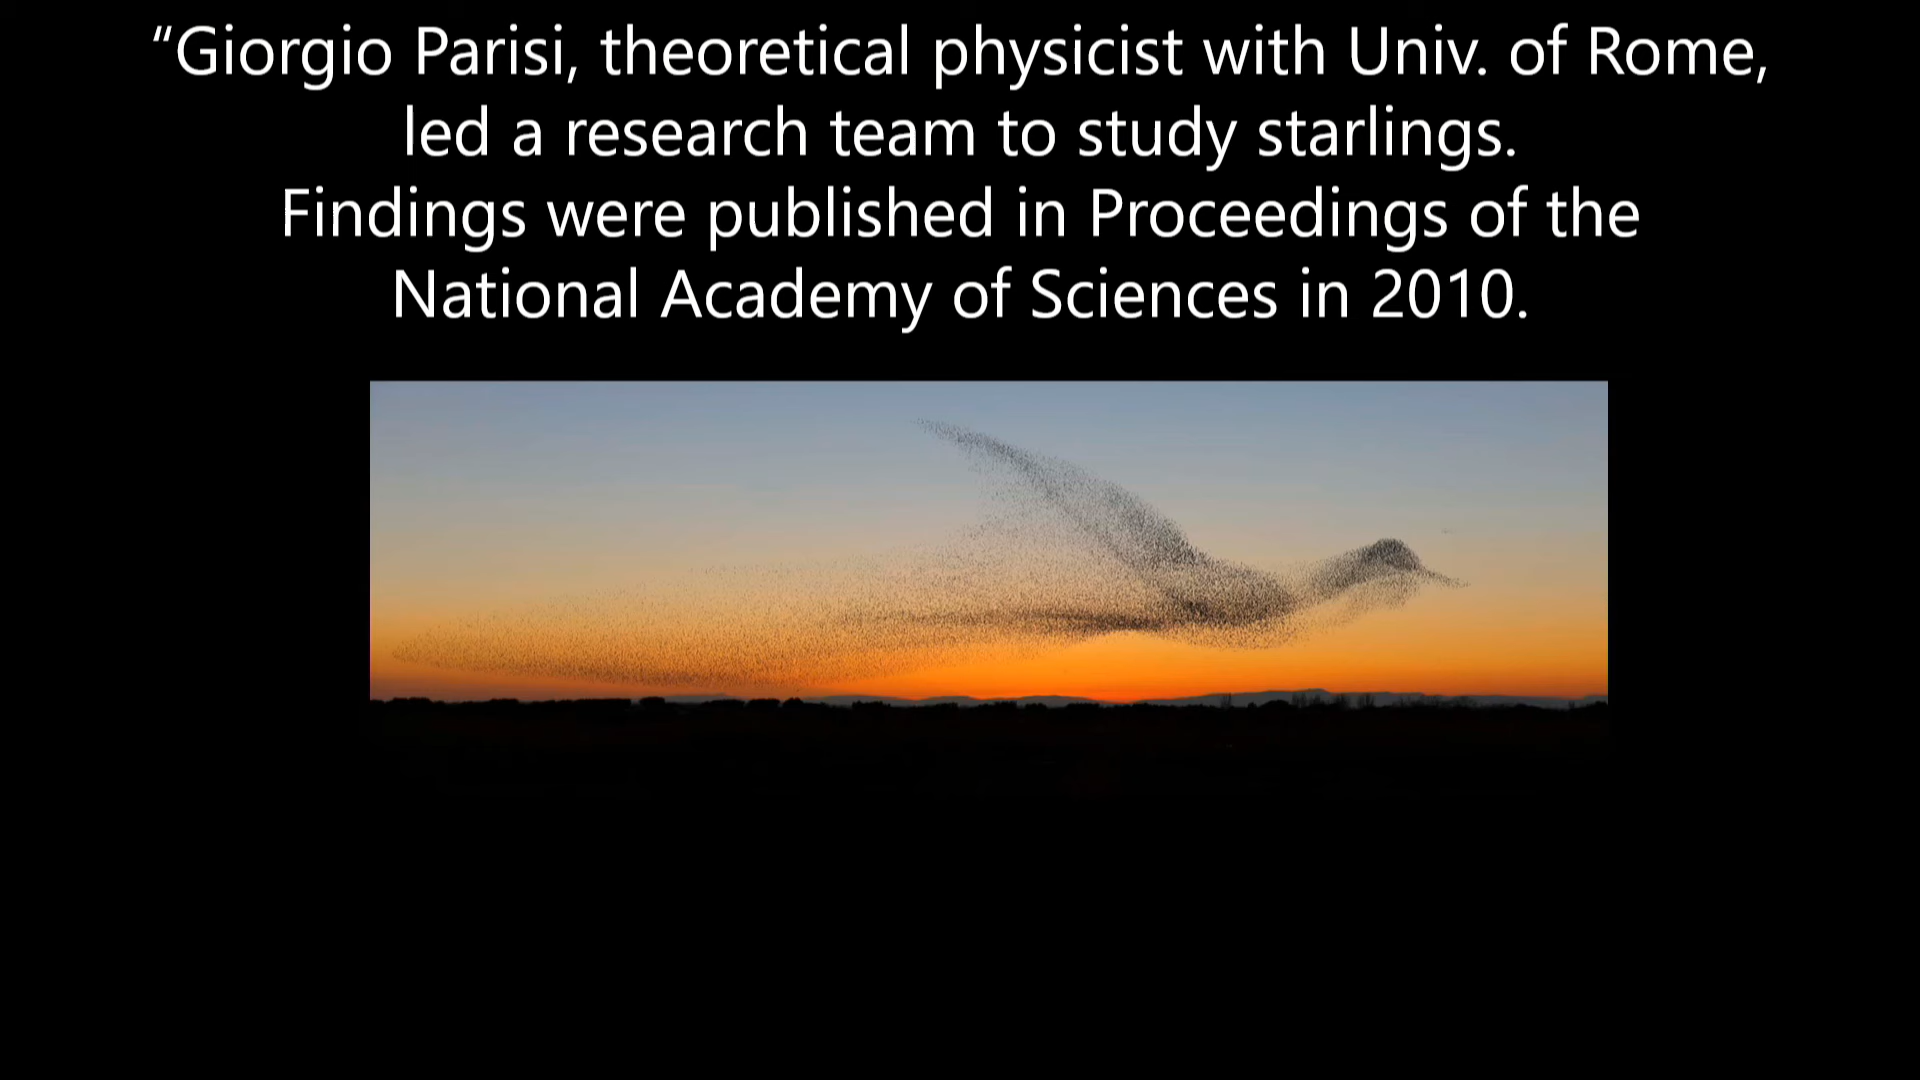 “Giorgio Parisi, theoretical physicist with Univ. of Rome,
led a research team to study starlings.
Findings were published in Proceedings of the
National Academy of Sciences in 2010.